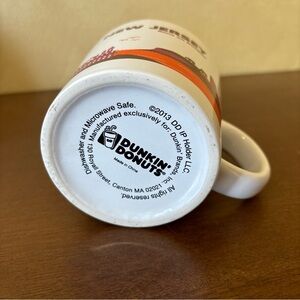 NEW JERSEY
Dishwasher and Microwave Safe. ©2013 DD IP Holder LLC
Manufactured exclusively for: Dunkin' Brands, Inc.
130 Royall Street, Canton MA 02021
All rights reserved.
DUNKIN'
DONUTS
Made in China